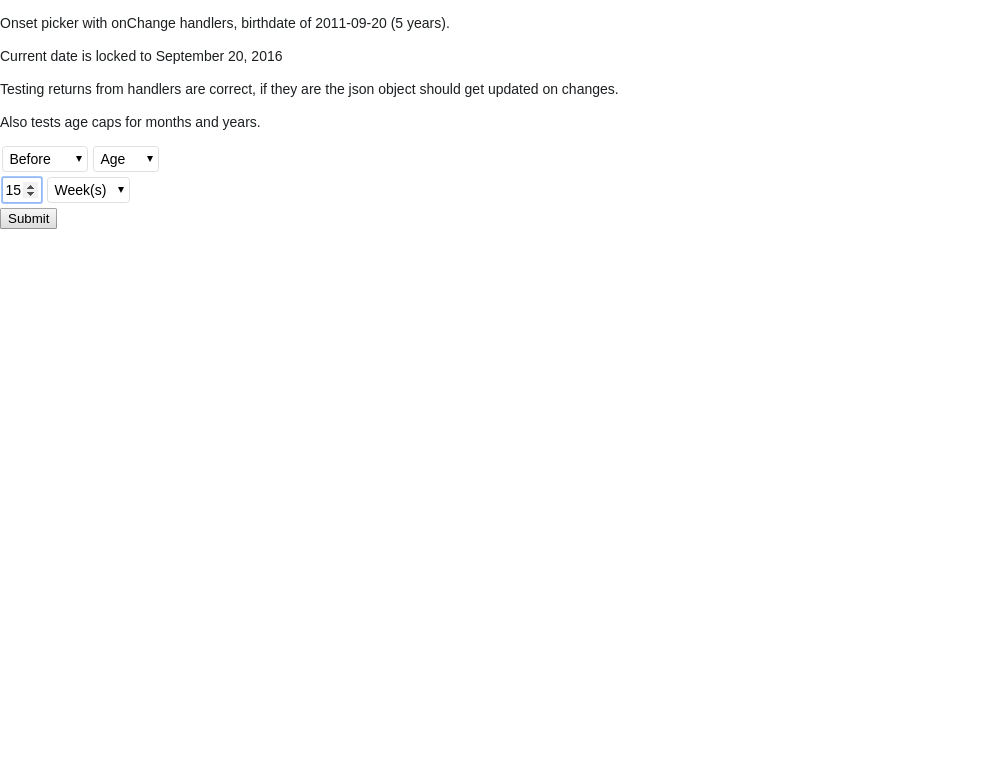 Onset picker with onChange handlers, birthdate of 2011-09-20 (5 years).
Current date is locked to September 20, 2016
Testing returns from handlers are correct, if they are the json object should get updated on changes.
Also tests age caps for months and years.
Before Age
15 Week(s)
Submit